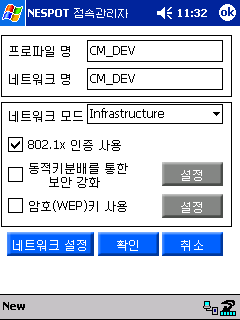 NESPOT 접속관리자 11:32 ok
프로파일 명 CM_DEV
네트워크 명 CM_DEV
네트워크 모드 Infrastructure
802.1x 인증 사용
동적키분배를 통한
보안 강화 설정
암호(WEP)키 사용 설정
네트워크 설정 확인 취소
New